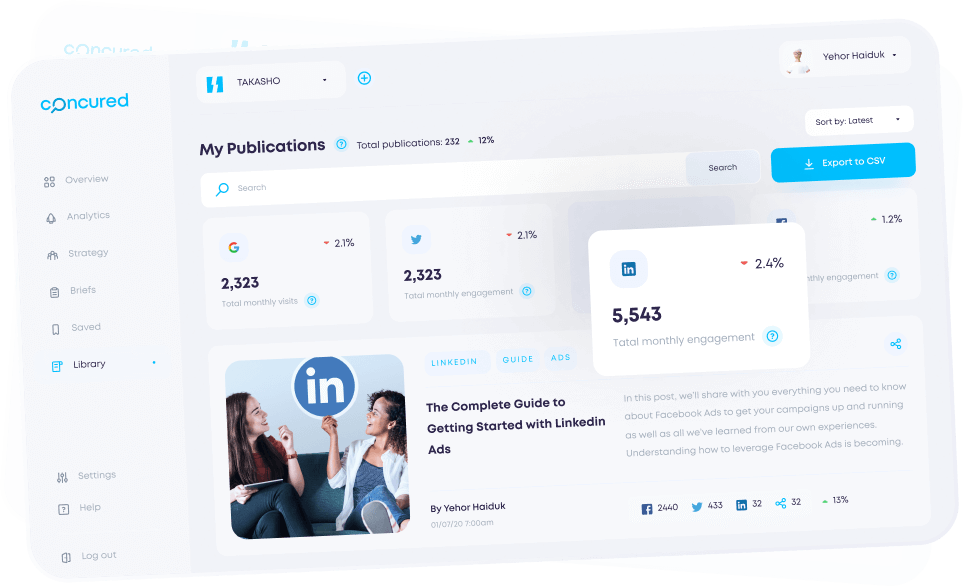 concured
concured
TAKASHO
Yehor Haiduk
Sort by: Latest
My Publications ? Total publications: 232 12%
Search
Search
Export to CSV
Overview
Analytics
Strategy
Briefs
Saved
Library
Settings
Help
Log out
2.1%
2,323
Total monthly visits ?
2.1%
2,323
Total monthly engagement ?
in 2.4%
5,543
Tatal monthly engagement ?
1.2%
engagement ?
in
LINKEDIN GUIDE ADS
The Complete Guide to
Getting Started with Linkedin
Ads
By Yehor Haiduk
01/07/20 7:00am
In this post, we'll share with you everything you need to know
about Facebook Ads to get your campaigns up and running
as well as all we've learned from our own experiences.
Understanding how to leverage Facebook Ads is becoming.
2440 433 in 32 32 13%